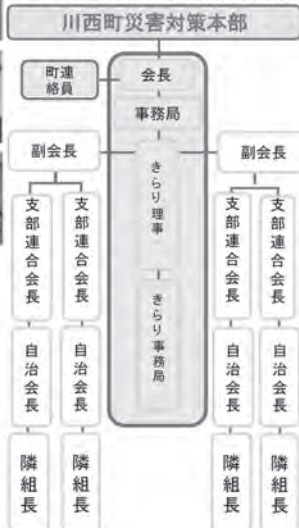 川西町災害対策本部
町連
絡員
会長
事務局
副会長
副会長
きらり理事
きらり事務局
支部連合会長
支部連合会長
支部連合会長
支部連合会長
自治会長
自治会長
自治会長
自治会長
隣組長
隣組長
隣組長
隣組長